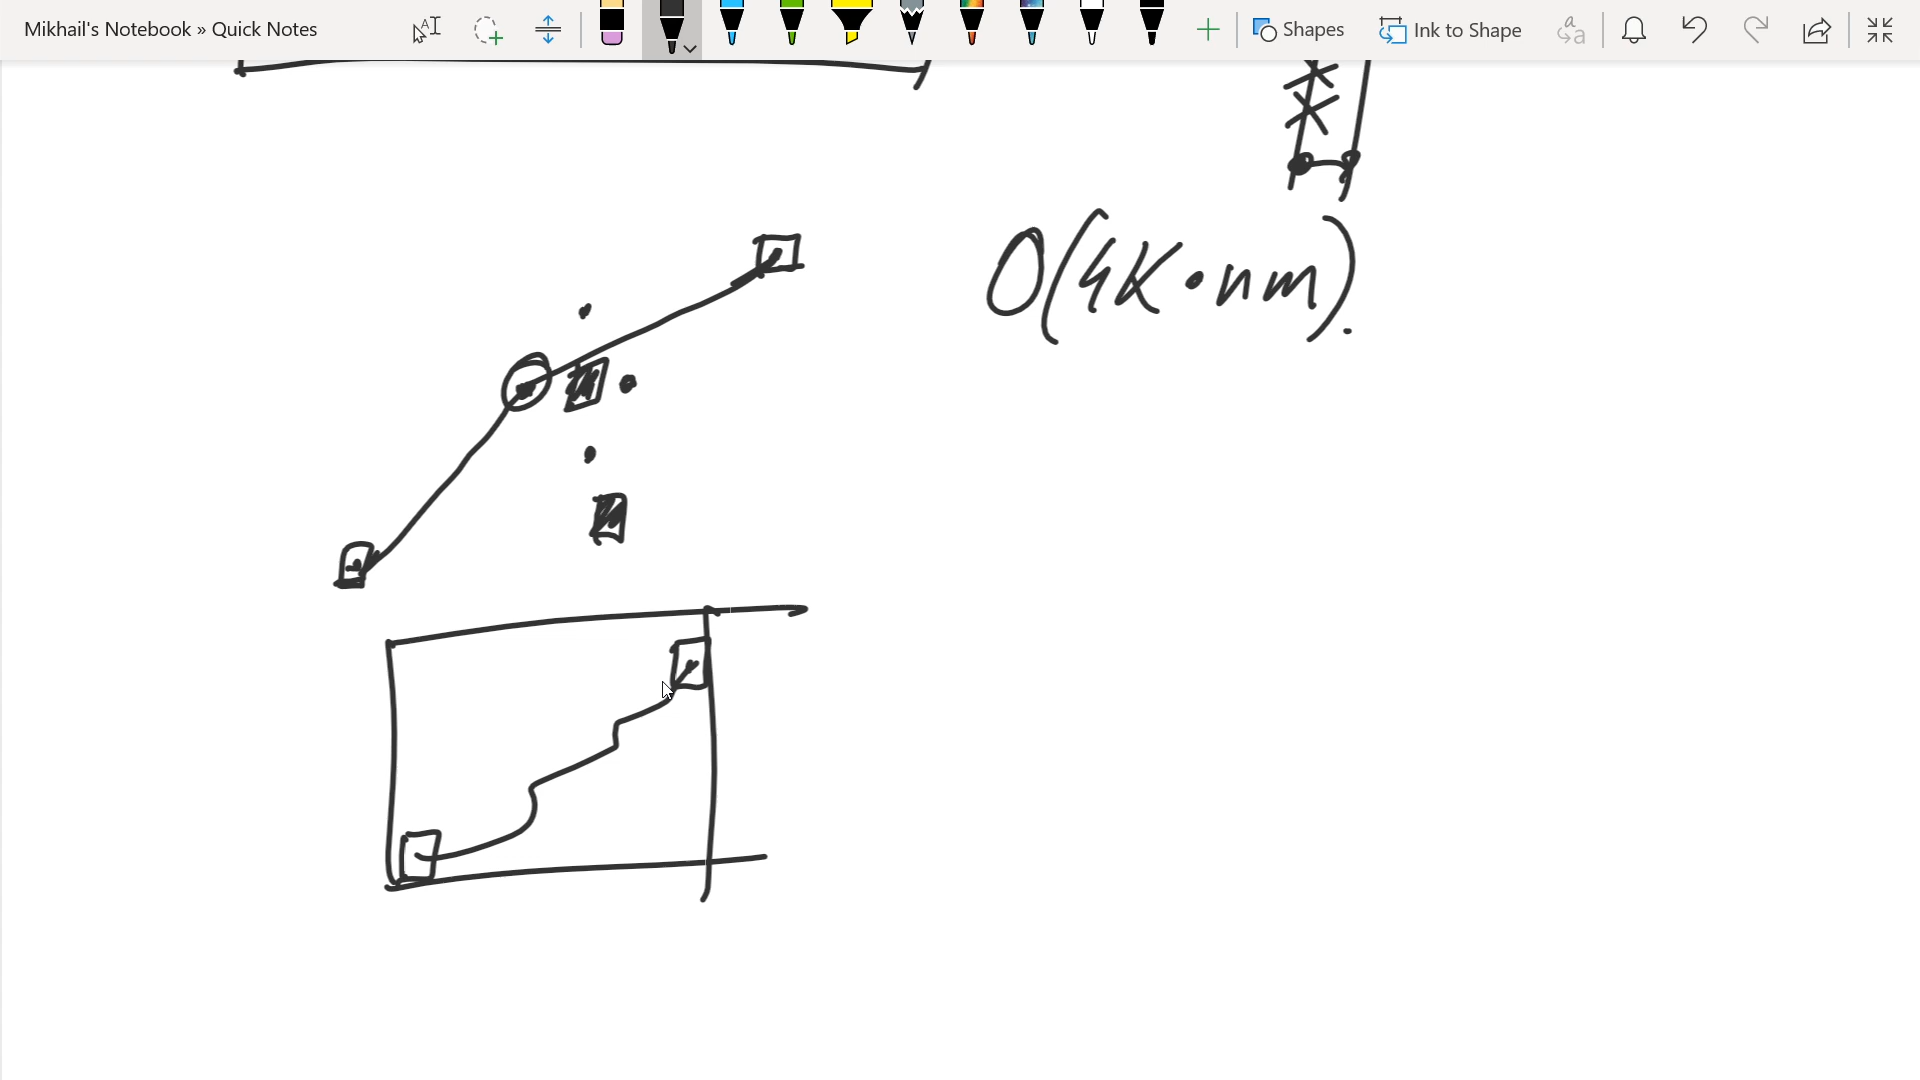 Mikhail's Notebook » Quick Notes
Shapes
Ink to Shape
O(4K·nm).